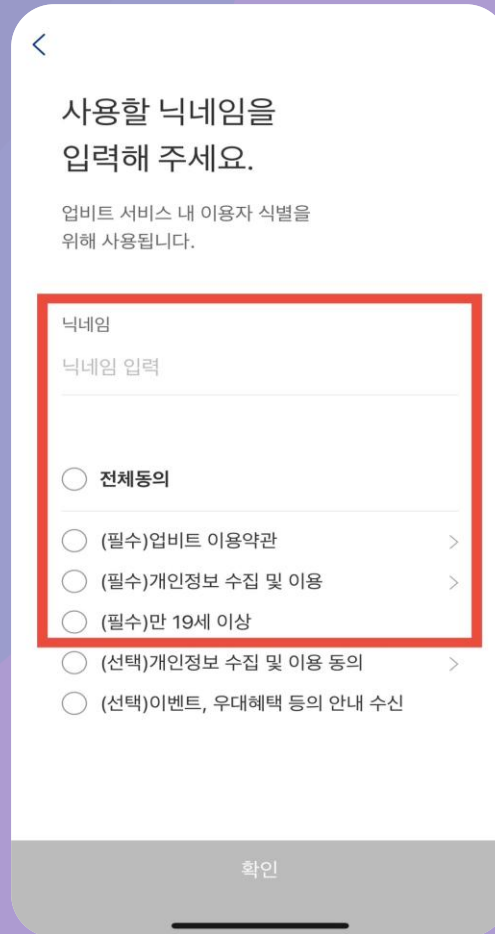 사용할 닉네임을
입력해 주세요.
업비트 서비스 내 이용자 식별을
위해 사용됩니다.
닉네임
닉네임 입력
전체동의
(필수)업비트 이용약관
(필수)개인정보 수집 및 이용
(필수)만 19세 이상
(선택)개인정보 수집 및 이용 동의
(선택)이벤트, 우대혜택 등의 안내 수신
확인